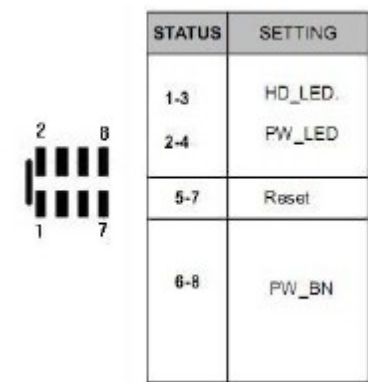 STATUS SETTING
1-3 HD_LED.
2-4 PW_LED
5-7 Reset
6-8 PW_BN
2 8
1 7